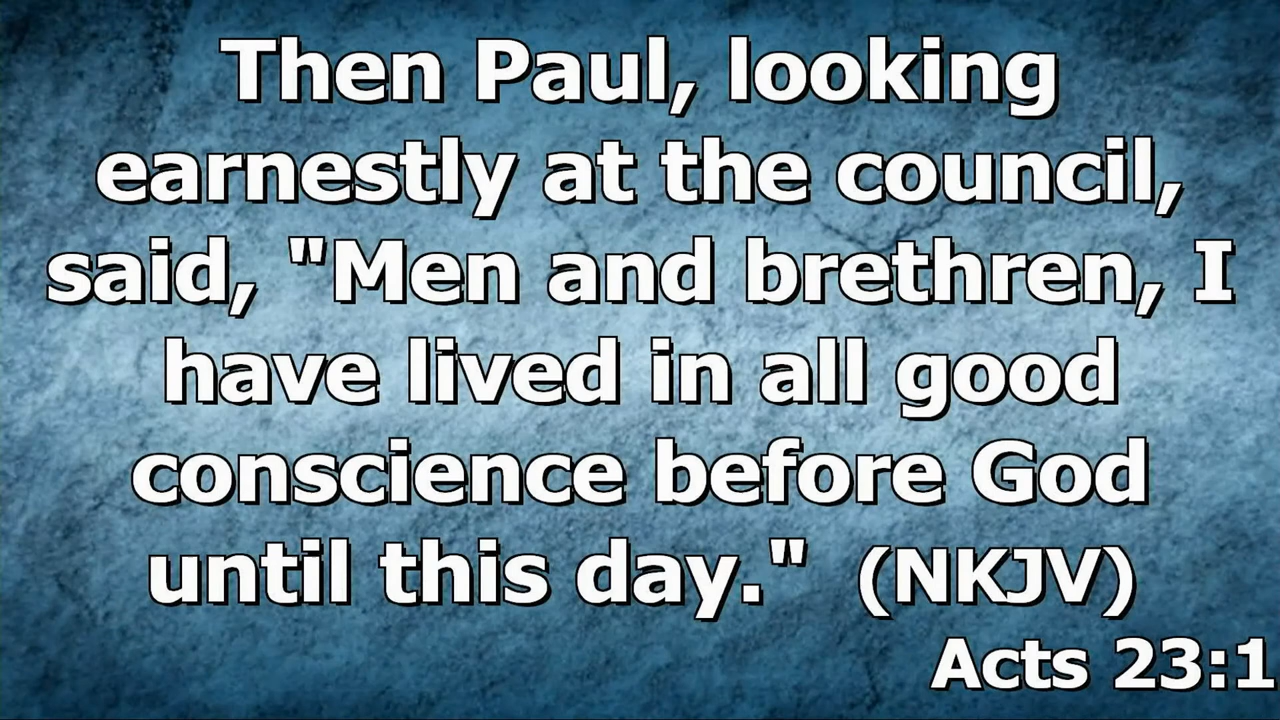 Then Paul, looking
earnestly at the council,
said, "Men and brethren, I
have lived in all good
conscience before God
until this day."  (NKJV)
Acts 23:1